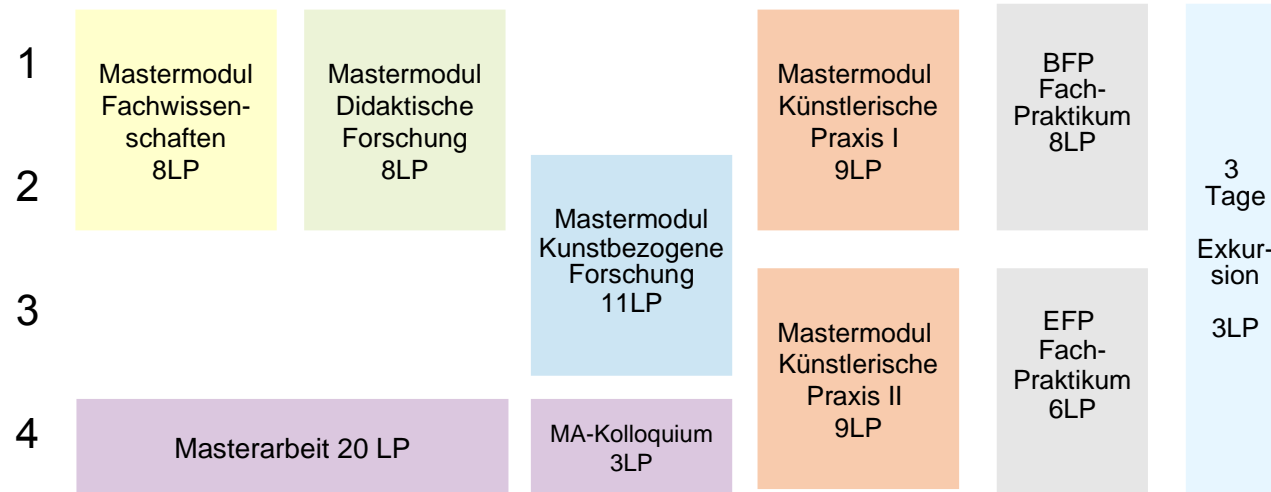 1
Mastermodul
Fachwissen-
schaften
8LP
Mastermodul
Didaktische
Forschung
8LP
Mastermodul
Künstlerische
Praxis I
9LP
BFP
Fach-
Praktikum
8LP
3
Tage
Exkur-
sion
3LP
2
Mastermodul
Kunstbezogene
Forschung
11LP
3
Mastermodul
Künstlerische
Praxis II
9LP
EFP
Fach-
Praktikum
6LP
4
Masterarbeit 20 LP
MA-Kolloquium
3LP